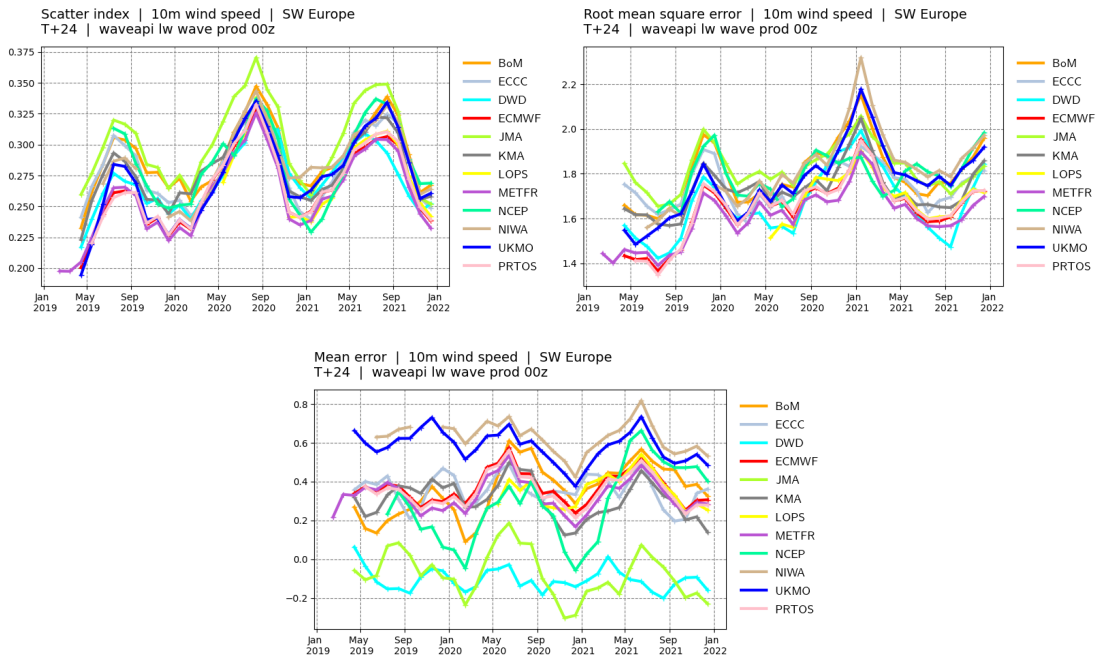 Scatter index | 10m wind speed | SW Europe
T+24 | waveapi lw wave prod 00z
0.375
0.350
0.325
0.300
0.275
0.250
0.225
0.200
Jan 2019
May 2019
Sep 2019
Jan 2020
May 2020
Sep 2020
Jan 2021
May 2021
Sep 2021
Jan 2022
BoM
ECCC
DWD
ECMWF
JMA
KMA
LOPS
METFR
NCEP
NIWA
UKMO
PRTOS
Root mean square error | 10m wind speed | SW Europe
T+24 | waveapi lw wave prod 00z
2.2
2.0
1.8
1.6
1.4
Jan 2019
May 2019
Sep 2019
Jan 2020
May 2020
Sep 2020
Jan 2021
May 2021
Sep 2021
Jan 2022
BoM
ECCC
DWD
ECMWF
JMA
KMA
LOPS
METFR
NCEP
NIWA
UKMO
PRTOS
Mean error | 10m wind speed | SW Europe
T+24 | waveapi lw wave prod 00z
0.8
0.6
0.4
0.2
0.0
−0.2
Jan 2019
May 2019
Sep 2019
Jan 2020
May 2020
Sep 2020
Jan 2021
May 2021
Sep 2021
Jan 2022
BoM
ECCC
DWD
ECMWF
JMA
KMA
LOPS
METFR
NCEP
NIWA
UKMO
PRTOS